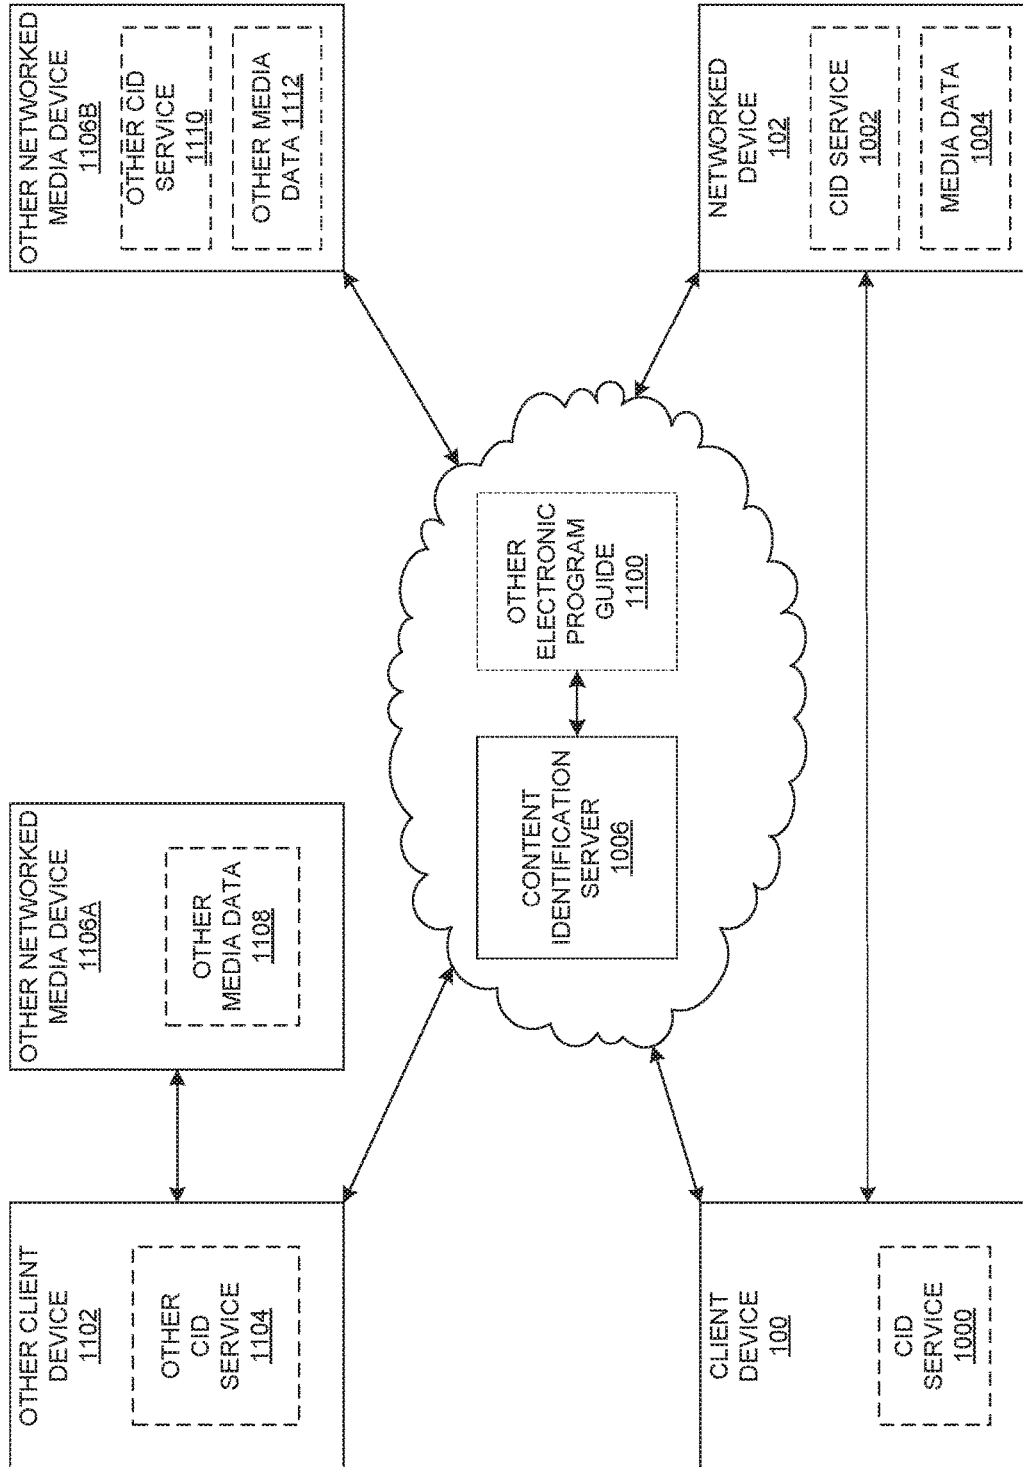 OTHER CLIENT
DEVICE
1102
OTHER
CID
SERVICE
1104
OTHER NETWORKED
MEDIA DEVICE
1106A
OTHER
MEDIA DATA
1108
OTHER NETWORKED
MEDIA DEVICE
1106B
OTHER CID
SERVICE
1110
OTHER MEDIA
DATA 1112
CONTENT
IDENTIFICATION
SERVER
1006
OTHER
ELECTRONIC
PROGRAM
GUIDE
1100
CLIENT
DEVICE
100
CID
SERVICE
1000
NETWORKED
DEVICE
102
CID SERVICE
1002
MEDIA DATA
1004